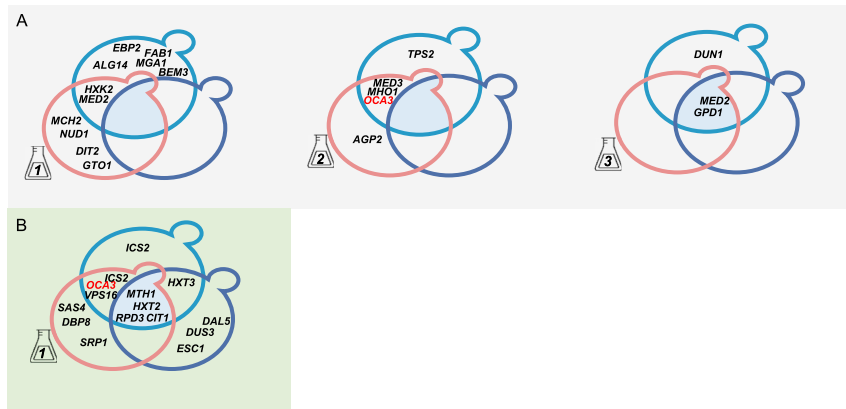 A
EBP2
FAB1
ALG14
MGA1
BEM3
HXK2
MED2
MCH2
NUD1
DIT2
GTO1
1
TPS2
MED3
MHO1
OCA3
AGP2
2
DUN1
MED2
GPD1
3
B
ICS2
ICS2
OCA3
HXT3
VPS16
MTH1
SAS4
HXT2
DBP8
RPD3 CIT1
DAL5
DUS3
SRP1
ESC1
1